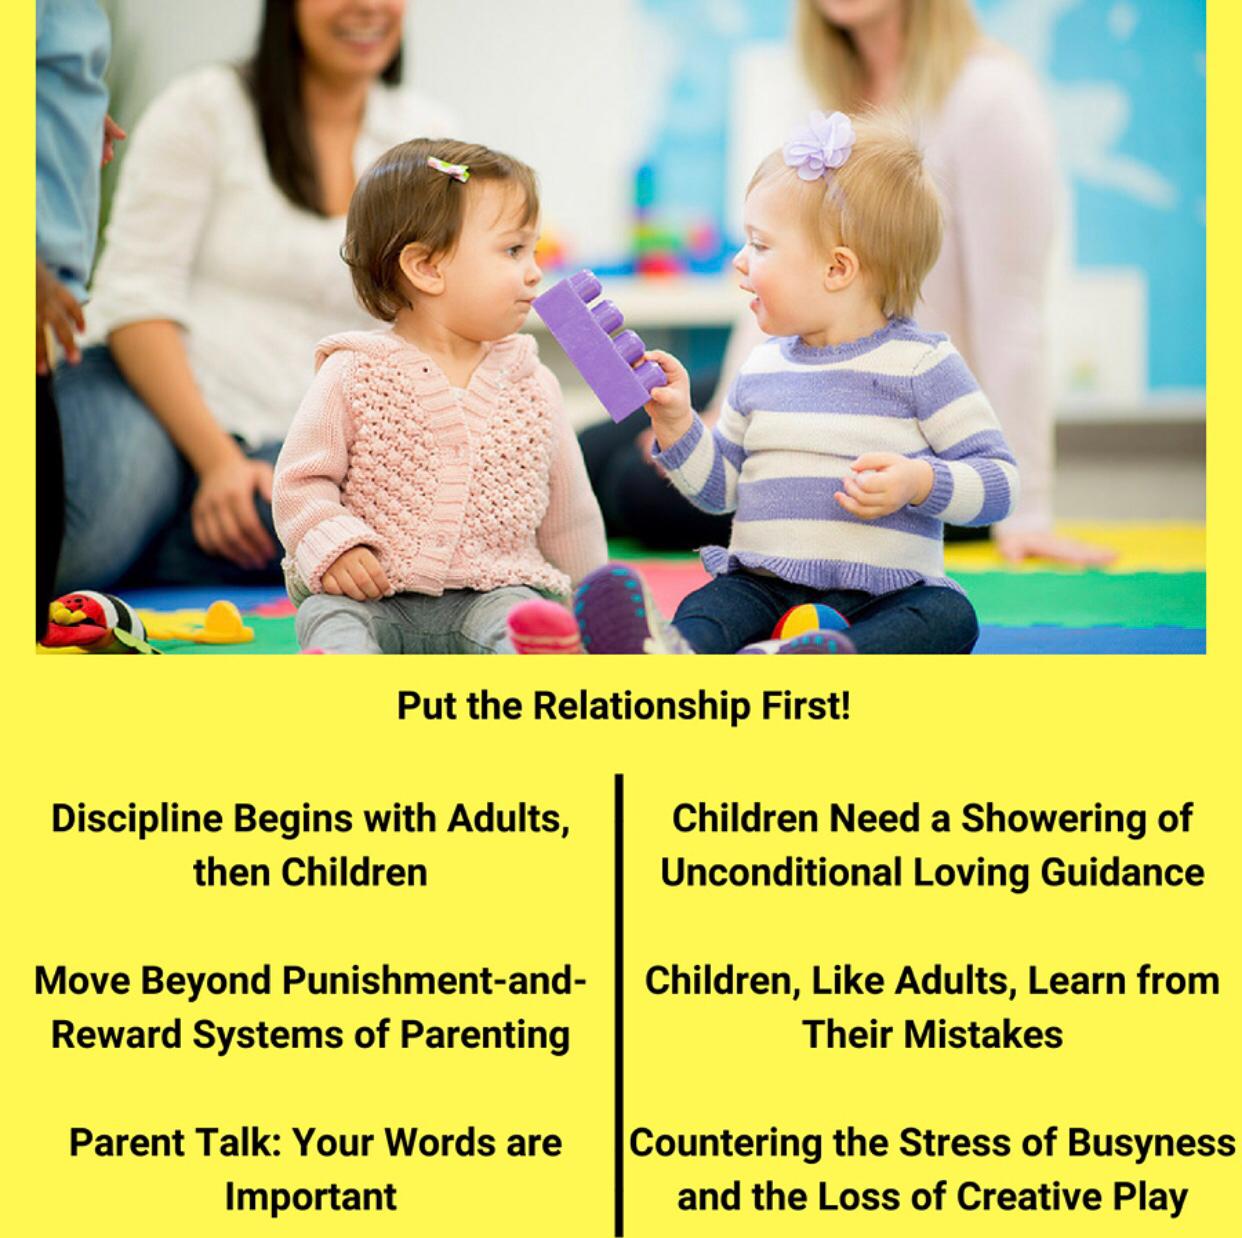 Put the Relationship First!
Discipline Begins with Adults,
then Children
Move Beyond Punishment-and-
Reward Systems of Parenting
Parent Talk: Your Words are
Important
Children Need a Showering of
Unconditional Loving Guidance
Children, Like Adults, Learn from
Their Mistakes
Countering the Stress of Busyness
and the Loss of Creative Play